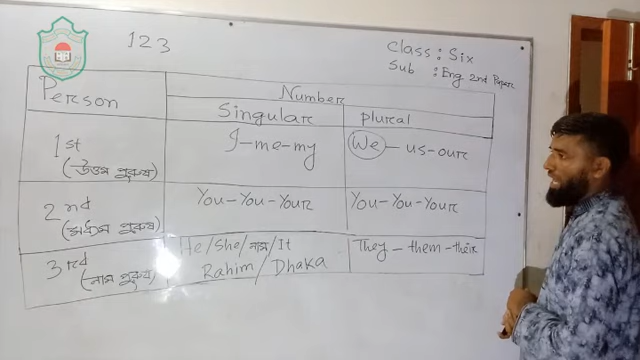 123
Class : Six
Sub : Eng 2nd Paper
Person
Number
Singular
plural
1st
(উত্তম পুরুষ)
I-me-my
We - us-our
2nd
(মধ্যম পুরুষ)
You-You-Your
You-You-Your
3rd
(নাম পুরুষ)
He/She/নাম/It
Rahim/Dhaka
They-them-their